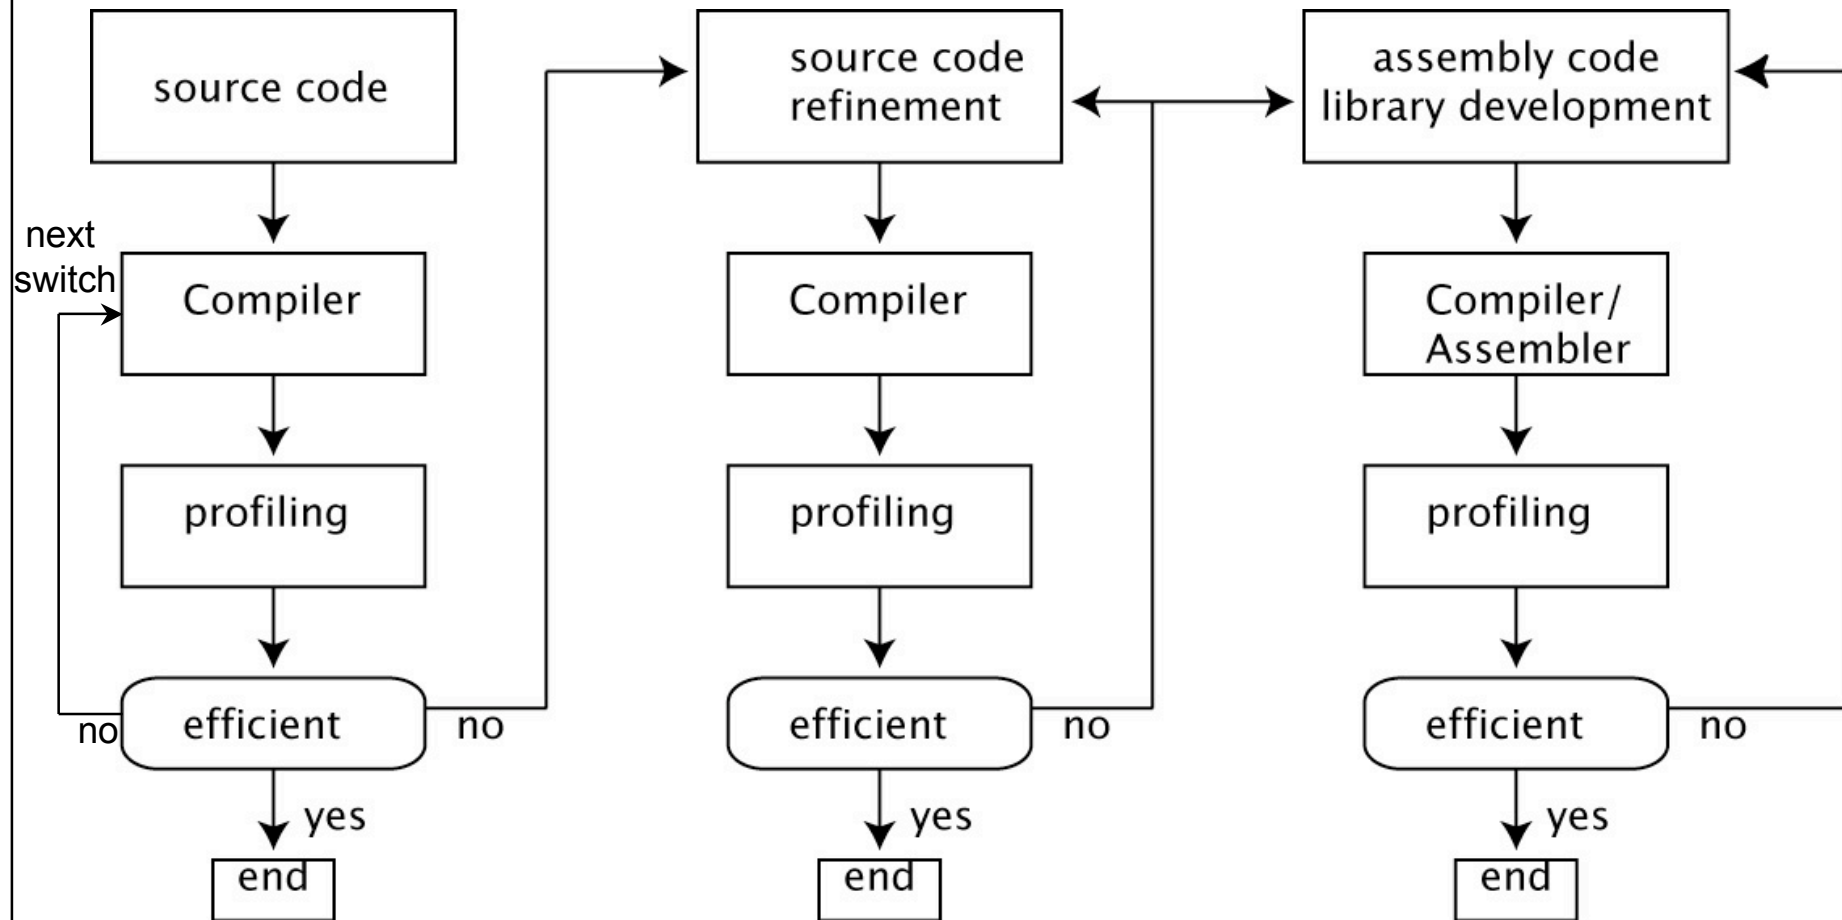 source code
next
switch
Compiler
profiling
efficient
no
no
yes
end
source code
refinement
Compiler
profiling
efficient
no
yes
end
assembly code
library development
Compiler/
Assembler
profiling
efficient
no
yes
end